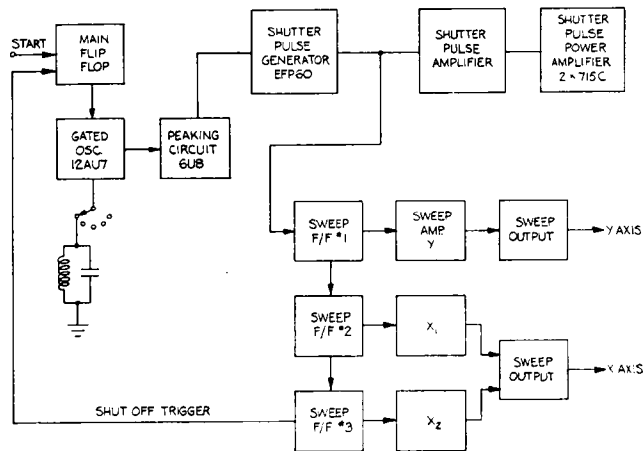 START
MAIN
FLIP
FLOP
SHUTTER
PULSE
GENERATOR
EFP60
SHUTTER
PULSE
AMPLIFIER
SHUTTER
PULSE
POWER
AMPLIFIER
2 × 715C
GATED
OSC.
12AU7
PEAKING
CIRCUIT
6U8
SWEEP
F/F #1
SWEEP
AMP
Y
SWEEP
OUTPUT
Y AXIS
SWEEP
F/F #2
X₁
SWEEP
OUTPUT
X AXIS
SHUT OFF TRIGGER
SWEEP
F/F #3
X₂